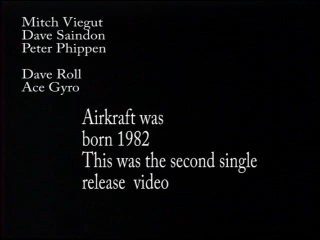 Mitch Viegut
Dave Saindon
Peter Phippen
Dave Roll
Ace Gyro
Airkraft was
born 1982
This was the second single
release video